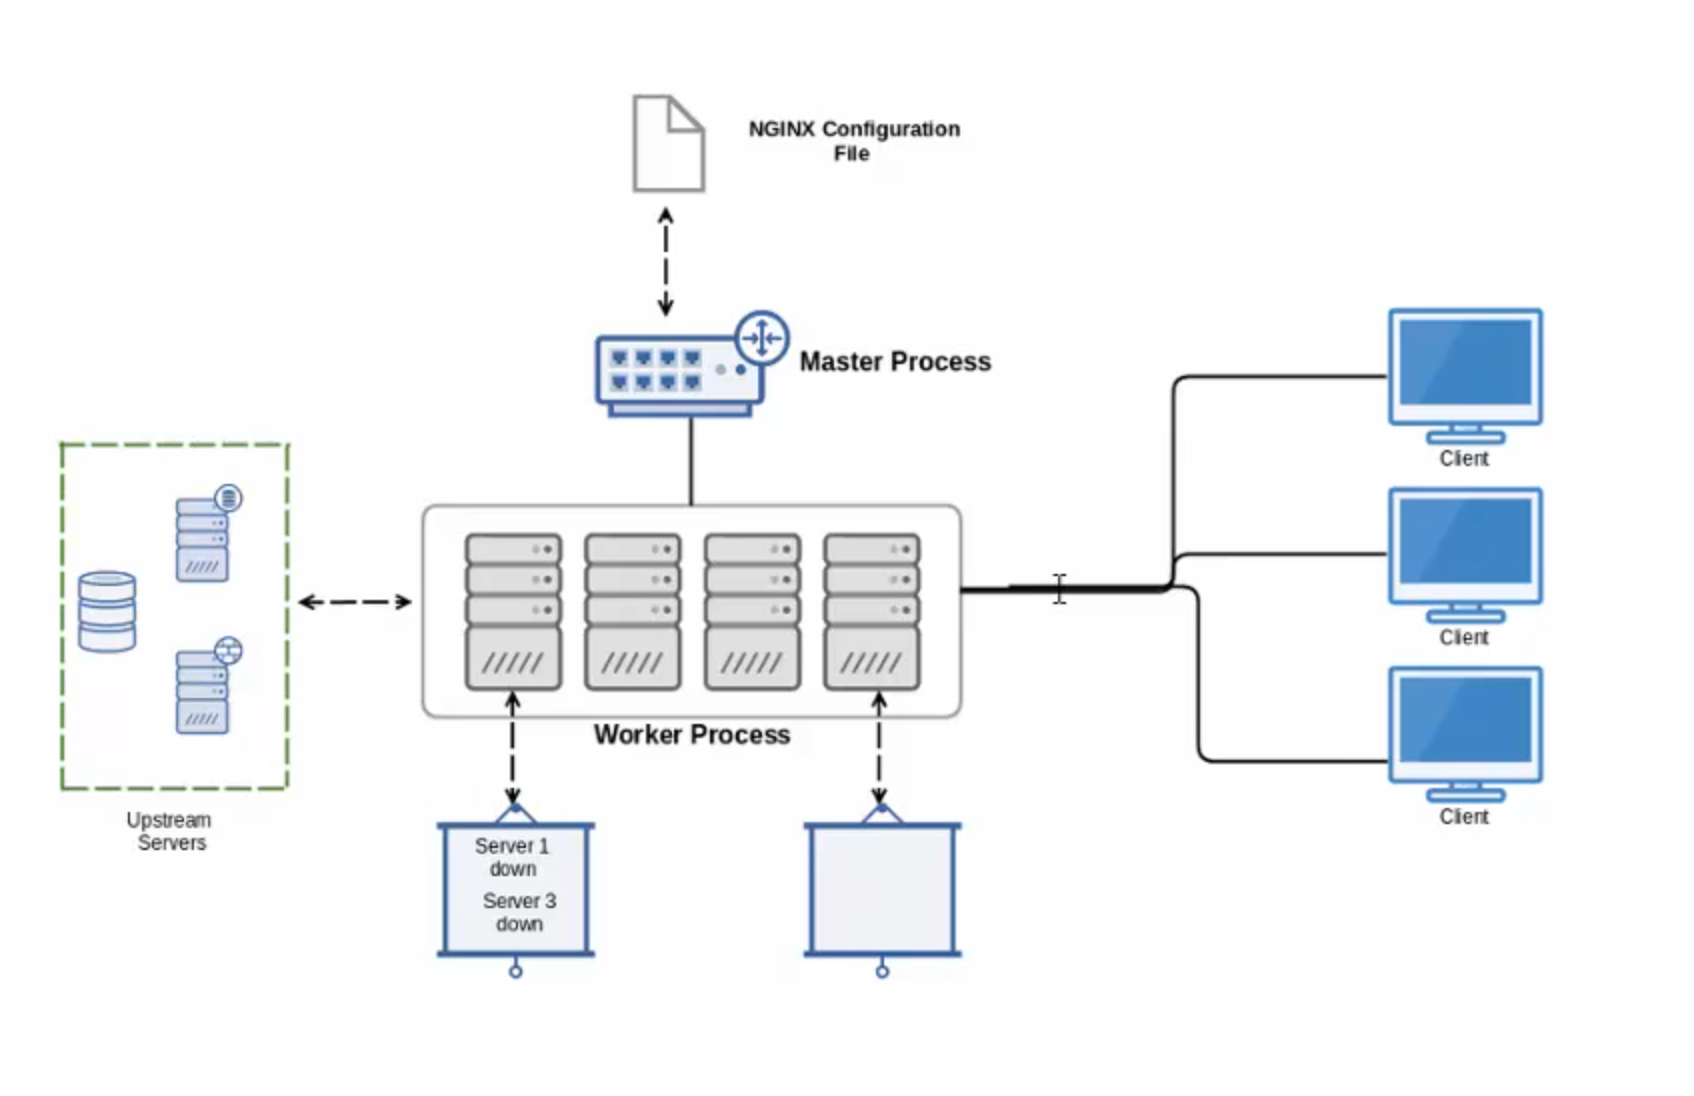 NGINX Configuration
File
Master Process
Client
Client
Client
Worker Process
Upstream
Servers
Server 1
down
Server 3
down